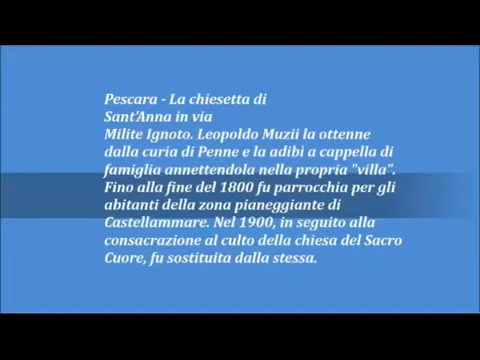 Pescara - La chiesetta di
Sant'Anna in via
Milite Ignoto. Leopoldo Muzii la ottenne
dalla curia di Penne e la adibì a cappella di
famiglia annettendola nella propria "villa".
Fino alla fine del 1800 fu parrocchia per gli
abitanti della zona pianeggiante di
Castellammare. Nel 1900, in seguito alla
consacrazione al culto della chiesa del Sacro
Cuore, fu sostituita dalla stessa.